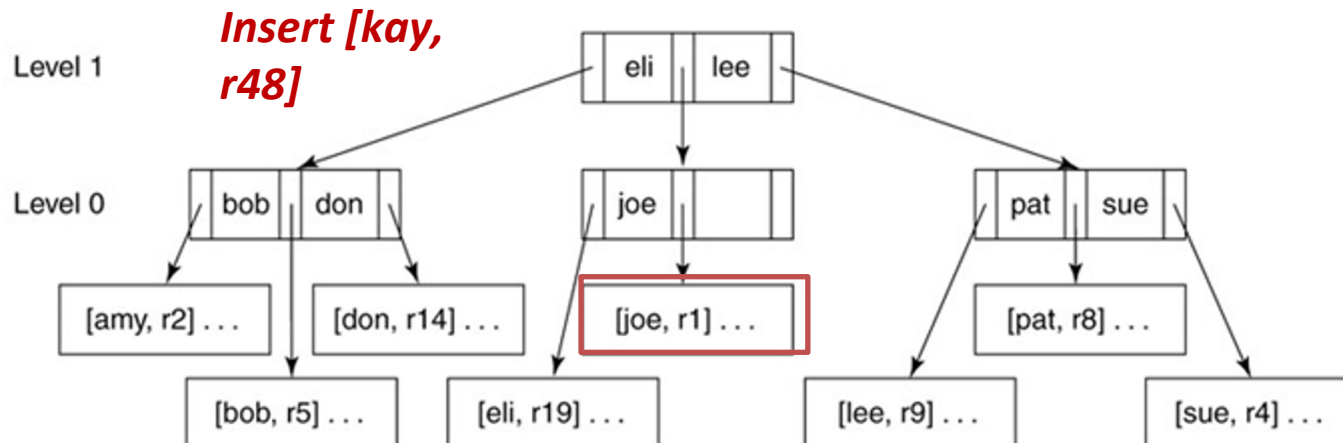 Insert [kay,
r48]
Level 1
eli lee
Level 0
bob don
joe
pat sue
[amy, r2] . . .
[don, r14] . . .
[joe, r1] . . .
[pat, r8] . . .
[bob, r5] . . .
[eli, r19] . . .
[lee, r9] . . .
[sue, r4] . . .